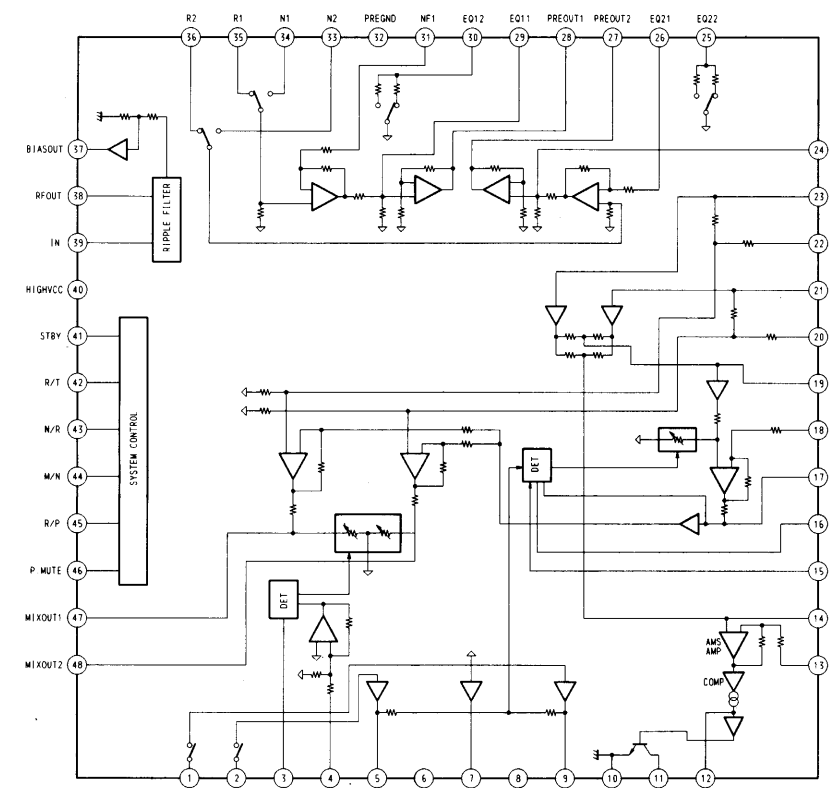 R2 R1 N1 N2 PREGND NF1 EQ12 EQ11 PREOUT1 PREOUT2 EQ21 EQ22
36 35 34 33 32 31 30 29 28 27 26 25
BIASOUT 37
24
RFOUT 38
RIPPLE FILTER
23
IN 39
22
HIGHVCC 40
21
STBY 41
20
R/T 42
19
N/R 43
18
SYSTEM CONTROL
M/N 44
DET
17
R/P 45
16
P.MUTE 46
15
MIXOUT1 47
DET
14
AMS
AMP
MIXOUT2 48
13
COMP
1 2 3 4 5 6 7 8 9 10 11 12